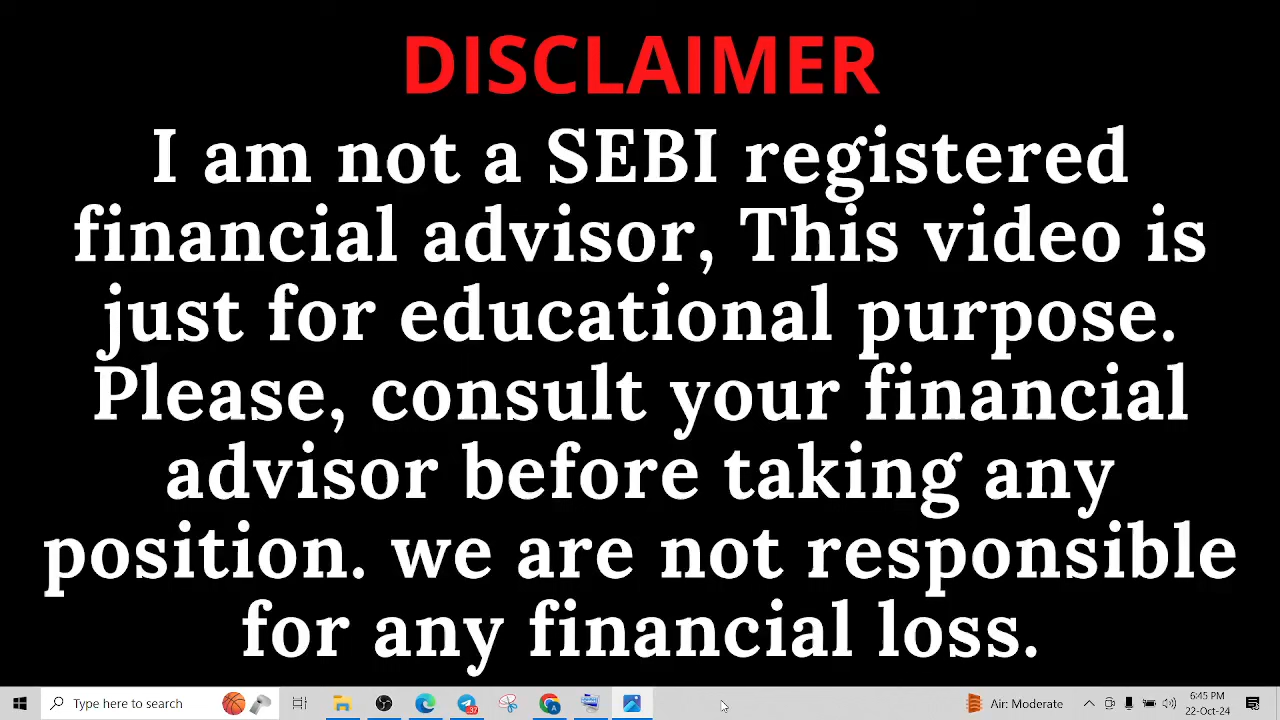 DISCLAIMER
I am not a SEBI registered
financial advisor, This video is
just for educational purpose.
Please, consult your financial
advisor before taking any
position. we are not responsible
for any financial loss.
Type here to search
37
A
Air: Moderate
6:45 PM
22-Oct-24